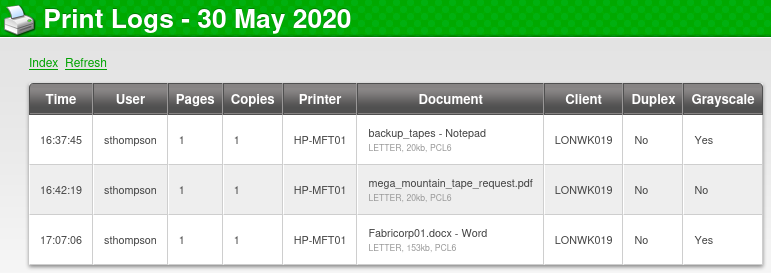 Print Logs - 30 May 2020
Index Refresh
Time User Pages Copies Printer Document Client Duplex Grayscale
16:37:45 sthompson 1 1 HP-MFT01 backup_tapes - Notepad LONWK019 No Yes
LETTER, 20kb, PCL6
16:42:19 sthompson 1 1 HP-MFT01 mega_mountain_tape_request.pdf LONWK019 No No
LETTER, 20kb, PCL6
17:07:06 sthompson 1 1 HP-MFT01 Fabricorp01.docx - Word LONWK019 No Yes
LETTER, 153kb, PCL6